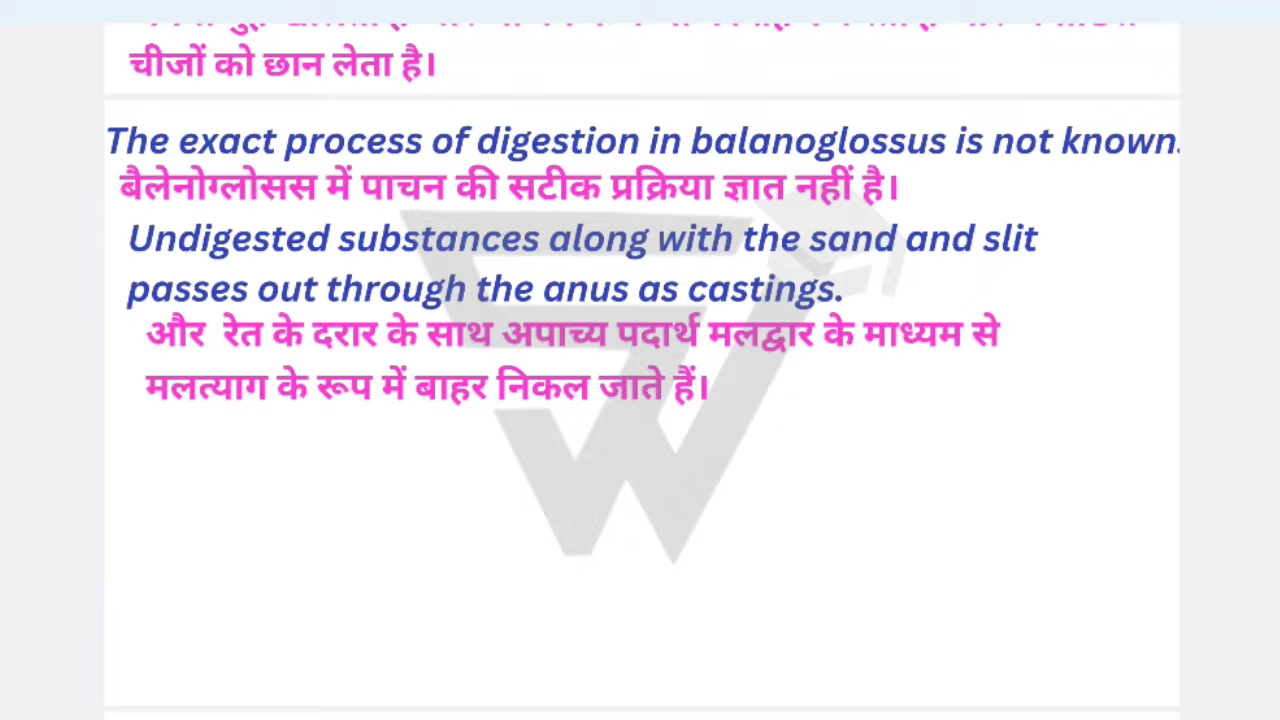 चीजों को छान लेता है।
The exact process of digestion in balanoglossus is not known.
बैलेनोग्लोसस में पाचन की सटीक प्रक्रिया ज्ञात नहीं है।
Undigested substances along with the sand and slit
passes out through the anus as castings.
और रेत के दरार के साथ अपाच्य पदार्थ मलद्वार के माध्यम से
मलत्याग के रूप में बाहर निकल जाते हैं।